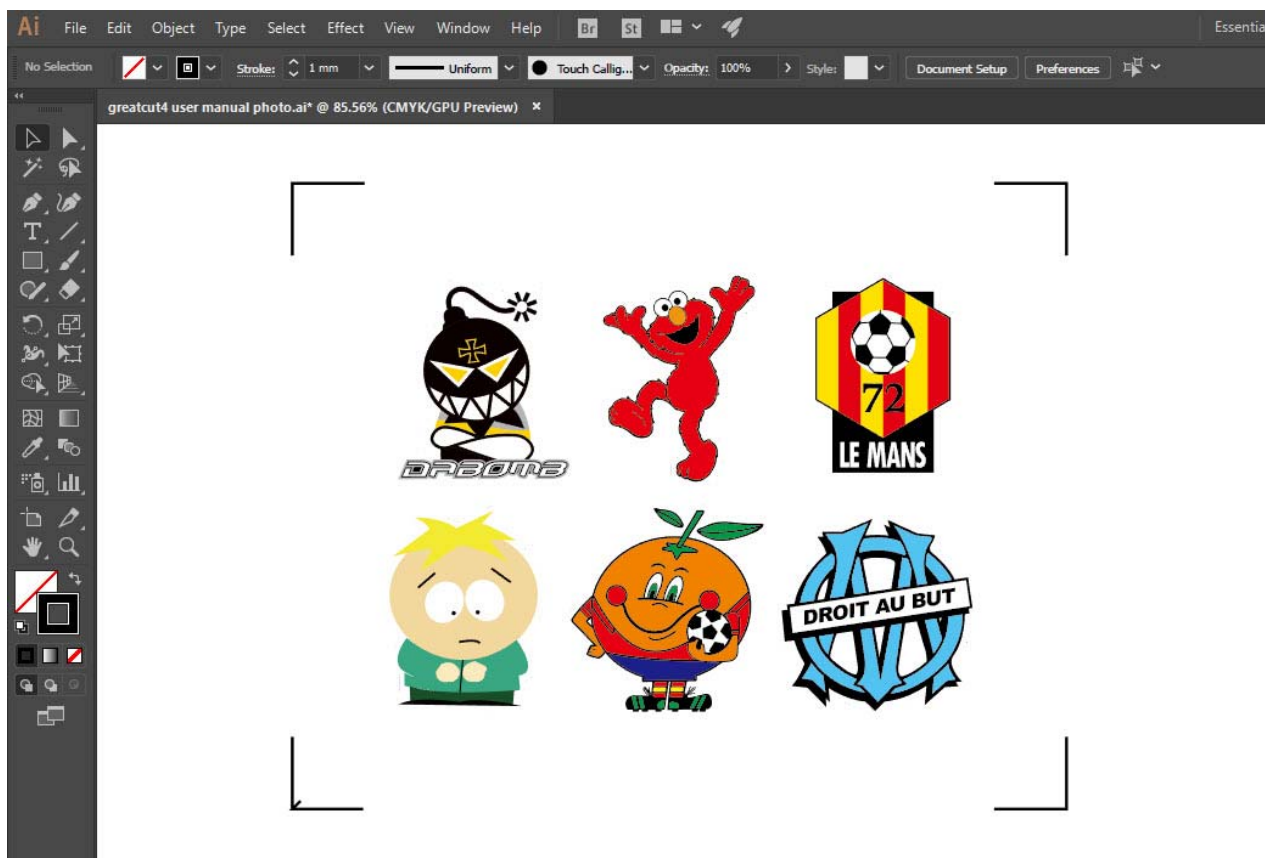 Ai File Edit Object Type Select Effect View Window Help Br St Essentia
No Selection Stroke: 1 mm Uniform Touch Callig... Opacity: 100% Style: Document Setup Preferences
greatcut4 user manual photo.ai* @ 85.56% (CMYK/GPU Preview) ×
72
LE MANS
DRBOMB
DROIT AU BUT